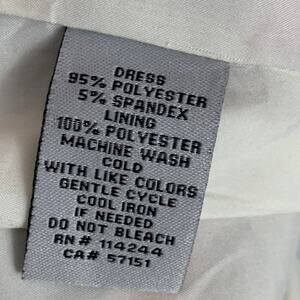 DRESS
95% POLYESTER
5% SPANDEX
LINING
100% POLYESTER
MACHINE WASH
COLD
WITH LIKE COLORS
GENTLE CYCLE
COOL IRON
IF NEEDED
DO NOT BLEACH
RN# 114244
CA# 57151